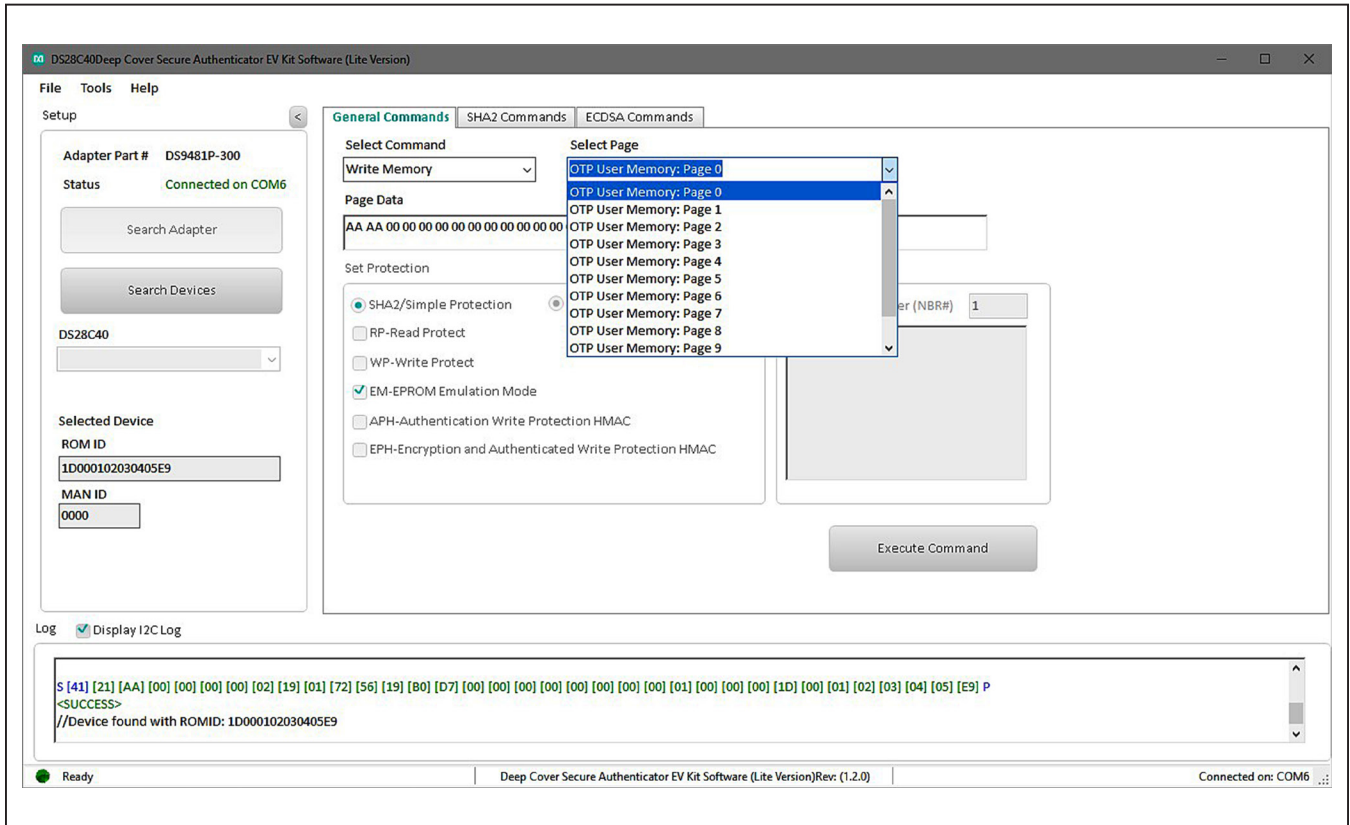 DS28C40Deep Cover Secure Authenticator EV Kit Software (Lite Version)
File Tools Help
Setup
<
Adapter Part # DS9481P-300
Status Connected on COM6
Search Adapter
Search Devices
DS28C40
Selected Device
ROM ID
1D000102030405E9
MAN ID
0000
General Commands SHA2 Commands ECDSA Commands
Select Command Select Page
Write Memory OTP User Memory: Page 0
OTP User Memory: Page 0
OTP User Memory: Page 1
OTP User Memory: Page 2
OTP User Memory: Page 3
OTP User Memory: Page 4
OTP User Memory: Page 5
OTP User Memory: Page 6
OTP User Memory: Page 7
OTP User Memory: Page 8
OTP User Memory: Page 9
Page Data
AA AA 00 00 00 00 00 00 00 00 00 00 00
Set Protection
SHA2/Simple Protection
(NBR#) 1
RP-Read Protect
WP-Write Protect
EM-EPROM Emulation Mode
APH-Authentication Write Protection HMAC
EPH-Encryption and Authenticated Write Protection HMAC
Execute Command
Log Display I2C Log
S [41] [21] [AA] [00] [00] [00] [00] [02] [19] [01] [72] [56] [19] [B0] [D7] [00] [00] [00] [00] [00] [00] [00] [00] [01] [00] [00] [00] [1D] [00] [01] [02] [03] [04] [05] [E9] P
<SUCCESS>
//Device found with ROMID: 1D000102030405E9
Ready Deep Cover Secure Authenticator EV Kit Software (Lite Version)Rev: (1.2.0) Connected on: COM6